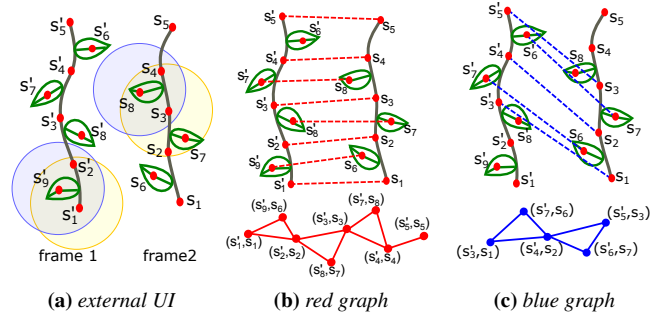 S'5
S'6
S'4
S'7
S'3
S'8
S'2
S'9
S'1
frame 1
S5
S4
S8
S3
S2
S7
S6
S1
frame2
(a) external UI
S'5
S'6
S'4
S'7
S'3
S'8
S'2
S'9
S'1
S5
S4
S8
S3
S7
S2
S6
S1
(s'9,s6)
(s'7,s8)
(s'1,s1)
(s'2,s2)
(s'3,s3)
(s'5,s5)
(s'8,s7)
(s'4,s4)
(b) red graph
S'5
S'4
S'6
S'7
S'3
S'8
S'9
S'1
S5
S4
S8
S3
S7
S2
S6
S1
(s'7,s6)
(s'5,s3)
(s'3,s1)
(s'4,s2)
(s'6,s7)
(c) blue graph